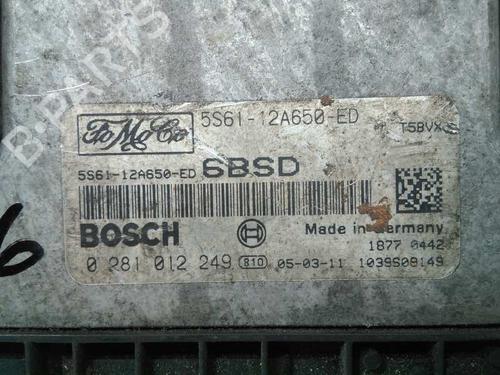 B-PARTS
FoMoCo
5S61-12A650-ED
T5BVX
5S61-12A650-ED 6BSD
BOSCH
Made in Germany
1877 0442
0 281 012 249 810 05-03-11 1039S09149
6